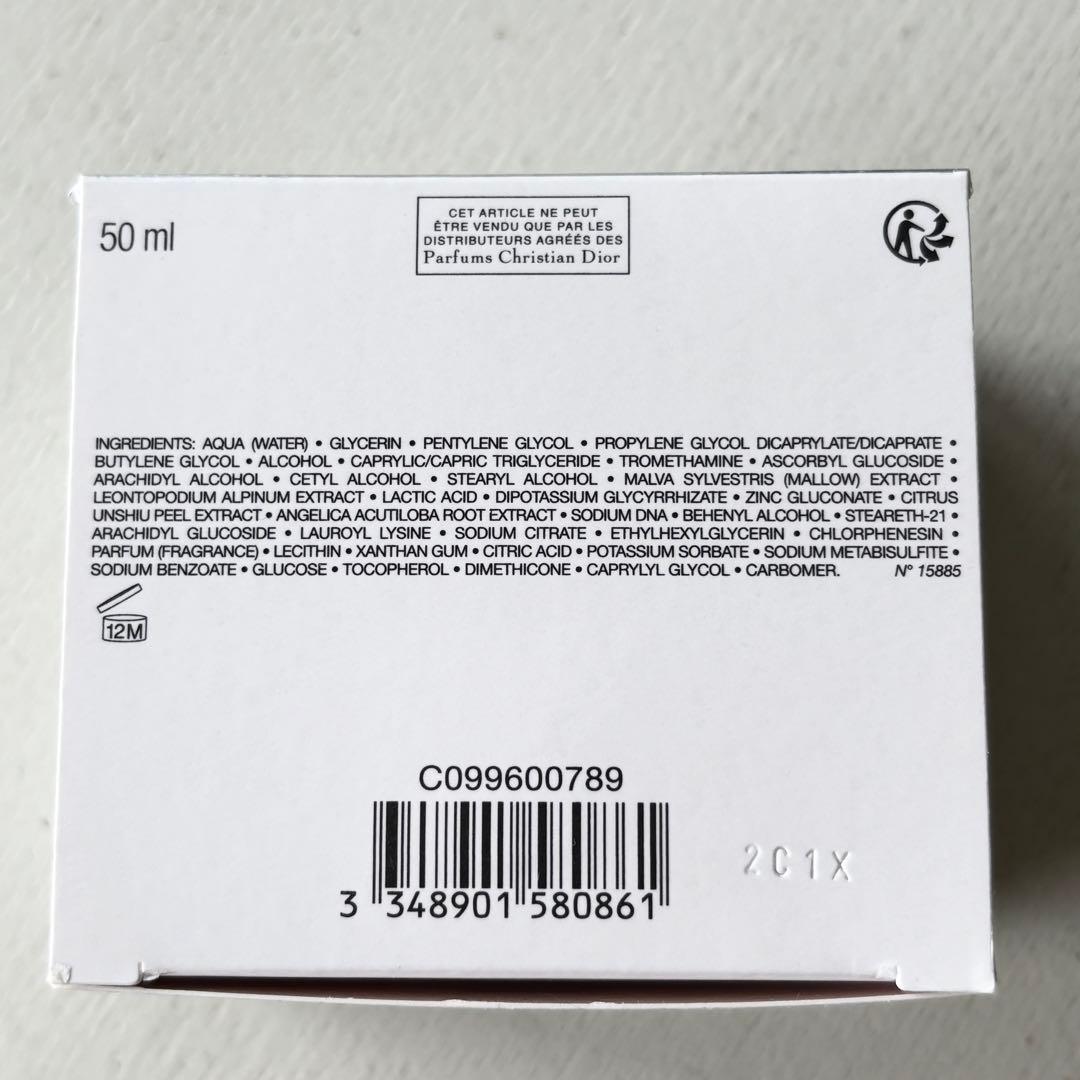 50 ml
CET ARTICLE NE PEUT
ÊTRE VENDU QUE PAR LES
DISTRIBUTEURS AGRÉÉS DES
Parfums Christian Dior
INGREDIENTS: AQUA (WATER) • GLYCERIN • PENTYLENE GLYCOL • PROPYLENE GLYCOL DICAPRYLATE/DICAPRATE •
BUTYLENE GLYCOL • ALCOHOL • CAPRYLIC/CAPRIC TRIGLYCERIDE • TROMETHAMINE • ASCORBYL GLUCOSIDE •
ARACHIDYL ALCOHOL • CETYL ALCOHOL • STEARYL ALCOHOL • MALVA SYLVESTRIS (MALLOW) EXTRACT •
LEONTOPODIUM ALPINUM EXTRACT • LACTIC ACID • DIPOTASSIUM GLYCYRRHIZATE • ZINC GLUCONATE • CITRUS
UNSHIU PEEL EXTRACT • ANGELICA ACUTILOBA ROOT EXTRACT • SODIUM DNA • BEHENYL ALCOHOL • STEARETH-21 •
ARACHIDYL GLUCOSIDE • LAUROYL LYSINE • SODIUM CITRATE • ETHYLHEXYLGLYCERIN • CHLORPHENESIN •
PARFUM (FRAGRANCE) • LECITHIN • XANTHAN GUM • CITRIC ACID • POTASSIUM SORBATE • SODIUM METABISULFITE •
SODIUM BENZOATE • GLUCOSE • TOCOPHEROL • DIMETHICONE • CAPRYLYL GLYCOL • CARBOMER. N° 15885
12M
C099600789
3 348901 580861
2C1X